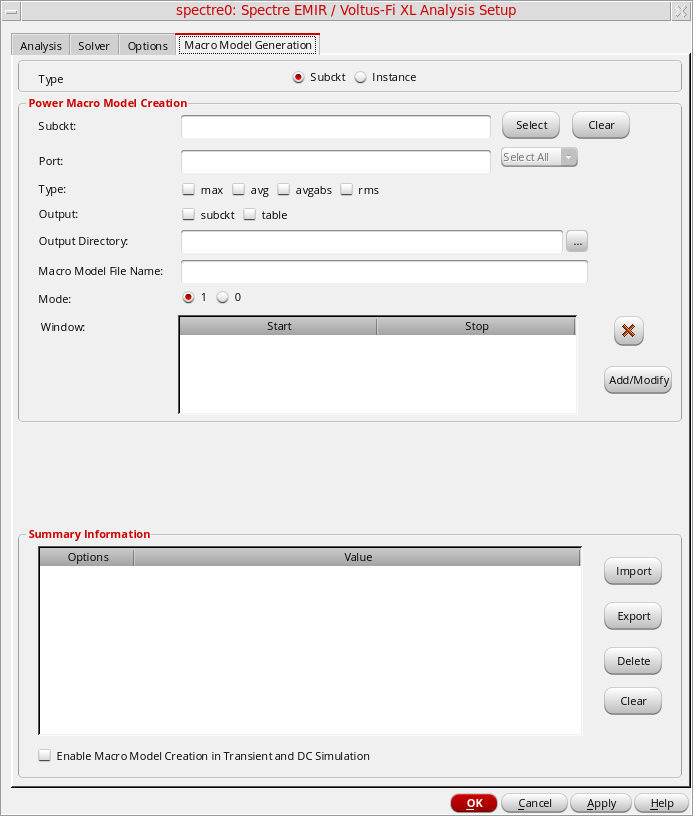 spectre0: Spectre EMIR / Voltus-Fi XL Analysis Setup
Analysis Solver Options Macro Model Generation
Type Subckt Instance
Power Macro Model Creation
Subckt: Select Clear
Port: Select All
Type: max avg avgabs rms
Output: subckt table
Output Directory: ...
Macro Model File Name:
Mode: 1 0
Window: Start Stop
Add/Modify
Summary Information
Options Value
Import
Export
Delete
Clear
Enable Macro Model Creation in Transient and DC Simulation
OK Cancel Apply Help